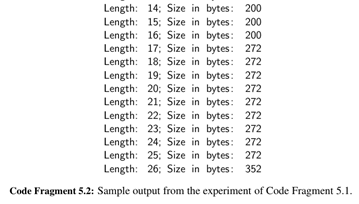 Length: 14; Size in bytes: 200
Length: 15; Size in bytes: 200
Length: 16; Size in bytes: 200
Length: 17; Size in bytes: 272
Length: 18; Size in bytes: 272
Length: 19; Size in bytes: 272
Length: 20; Size in bytes: 272
Length: 21; Size in bytes: 272
Length: 22; Size in bytes: 272
Length: 23; Size in bytes: 272
Length: 24; Size in bytes: 272
Length: 25; Size in bytes: 272
Length: 26; Size in bytes: 352
Code Fragment 5.2: Sample output from the experiment of Code Fragment 5.1.